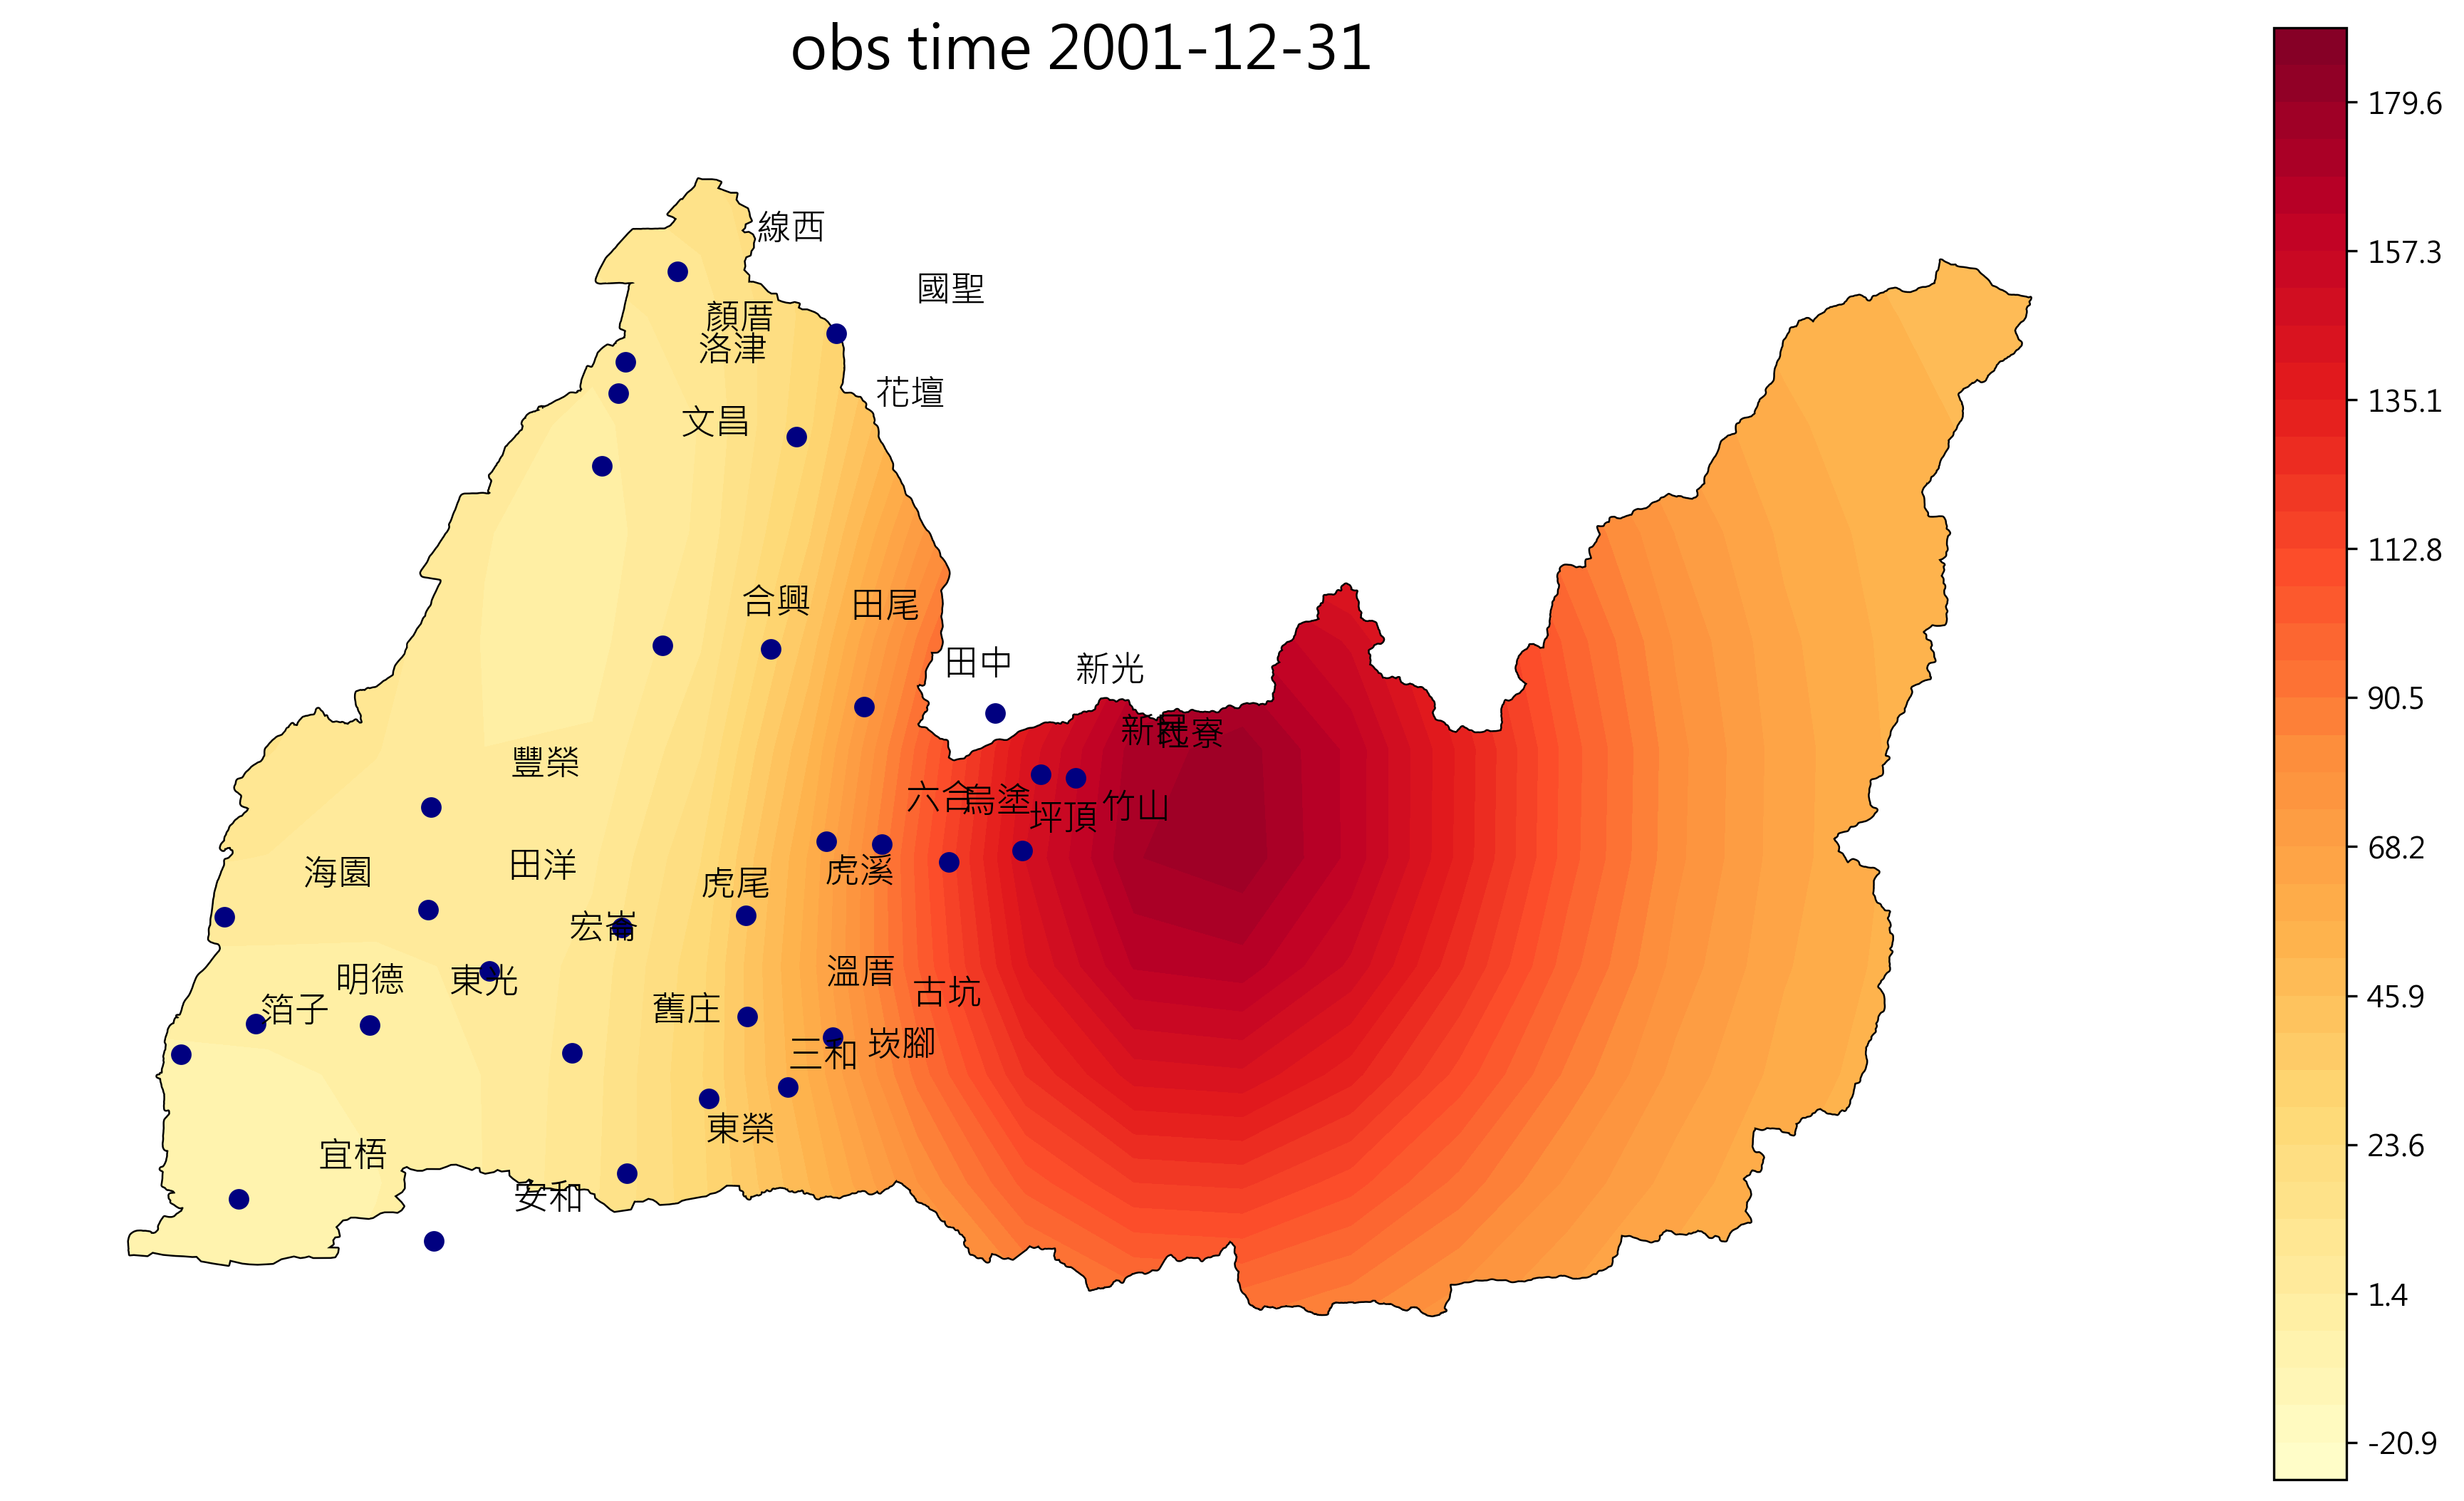 obs time 2001-12-31
線西
國聖
顏厝
洛津
花壇
文昌
合興
田尾
田中
新光
新民
社寮
豐榮
六合
烏塗
坪頂
竹山
海園
田洋
虎尾
虎溪
宏崙
明德
東光
溫厝
古坑
箔子
舊庄
三和
崁腳
東榮
宜梧
安和
179.6
157.3
135.1
112.8
90.5
68.2
45.9
23.6
1.4
-20.9